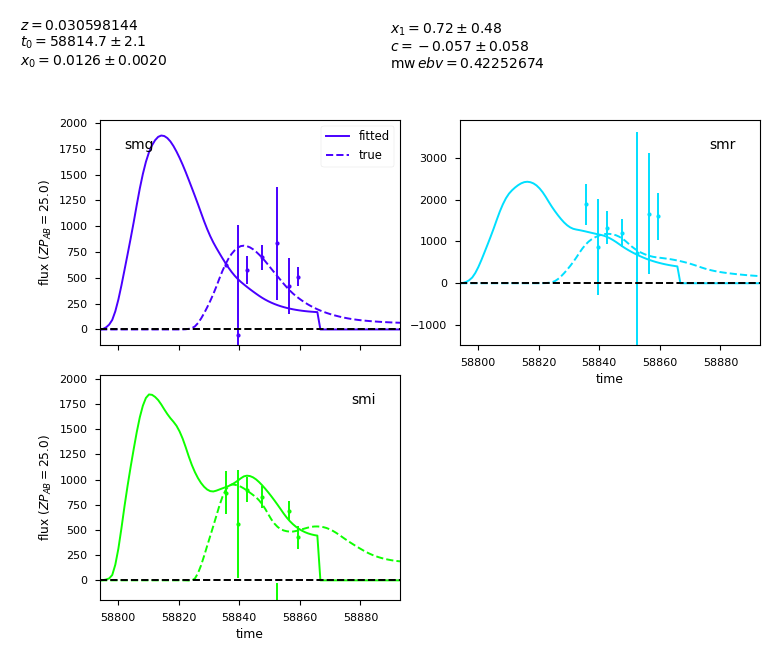 z = 0.030598144
t₀ = 58814.7 ± 2.1
x₀ = 0.0126 ± 0.0020
x₁ = 0.72 ± 0.48
c = −0.057 ± 0.058
mw ebv = 0.42252674
2000
1750
1500
1250
1000
750
500
250
0
flux (ZP_AB = 25.0)
smg
fitted
true
3000
2000
1000
0
−1000
smr
58800 58820 58840 58860 58880
time
2000
1750
1500
1250
1000
750
500
250
0
flux (ZP_AB = 25.0)
smi
58800 58820 58840 58860 58880
time